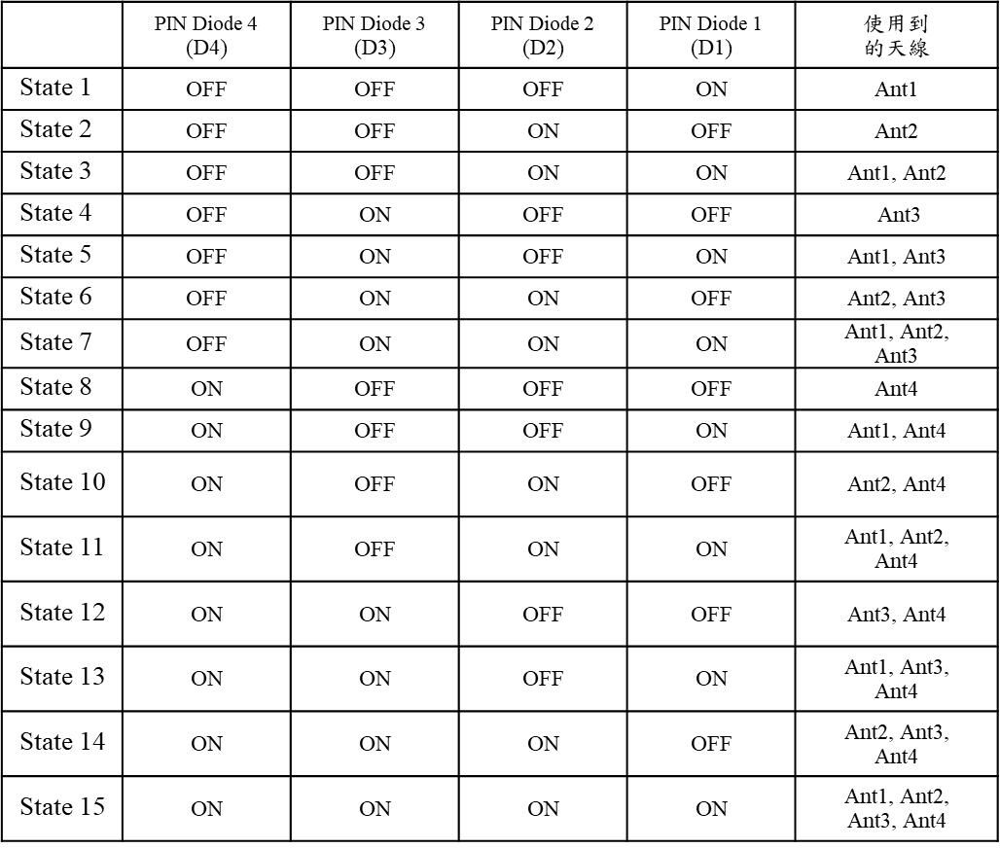 PIN Diode 4 PIN Diode 3 PIN Diode 2 PIN Diode 1 使用到
(D4) (D3) (D2) (D1) 的天線
State 1 OFF OFF OFF ON Ant1
State 2 OFF OFF ON OFF Ant2
State 3 OFF OFF ON ON Ant1, Ant2
State 4 OFF ON OFF OFF Ant3
State 5 OFF ON OFF ON Ant1, Ant3
State 6 OFF ON ON OFF Ant2, Ant3
State 7 OFF ON ON ON Ant1, Ant2,
Ant3
State 8 ON OFF OFF OFF Ant4
State 9 ON OFF OFF ON Ant1, Ant4
State 10 ON OFF ON OFF Ant2, Ant4
State 11 ON OFF ON ON Ant1, Ant2,
Ant4
State 12 ON ON OFF OFF Ant3, Ant4
State 13 ON ON OFF ON Ant1, Ant3,
Ant4
State 14 ON ON ON OFF Ant2, Ant3,
Ant4
State 15 ON ON ON ON Ant1, Ant2,
Ant3, Ant4